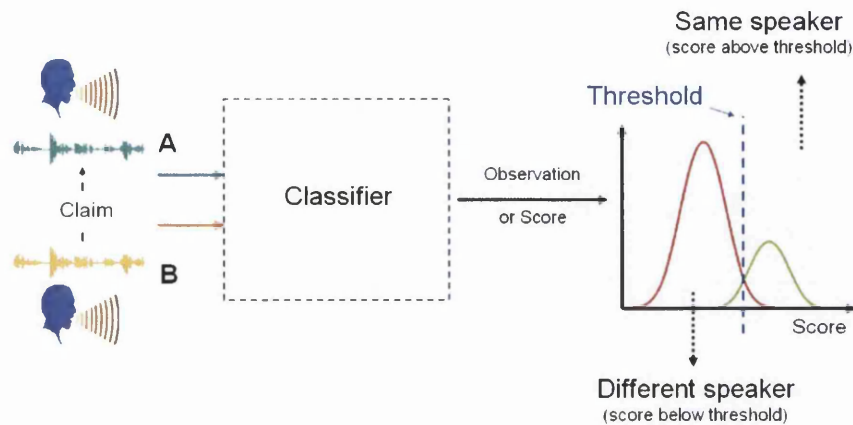 Same speaker
(score above threshold)
Threshold
A
Claim
B
Classifier
Observation
or Score
Score
Different speaker
(score below threshold)